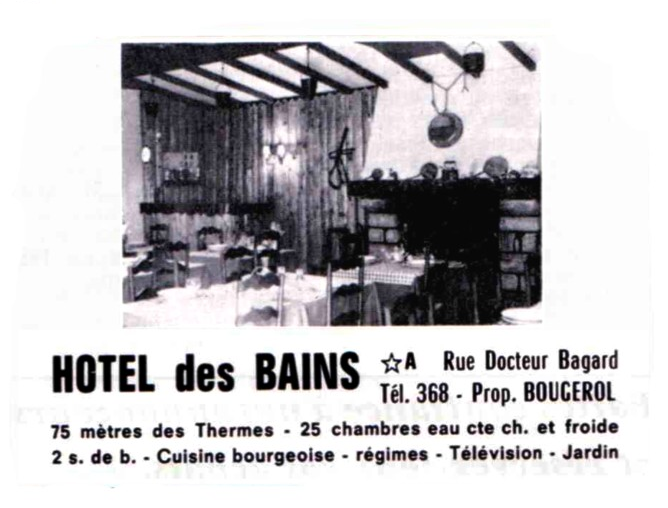 HOTEL des BAINS
☆A Rue Docteur Bagard
Tél. 368 - Prop. BOUGEROL
75 mètres des Thermes - 25 chambres eau cte ch. et froide
2 s. de b. - Cuisine bourgeoise - régimes - Télévision - Jardin